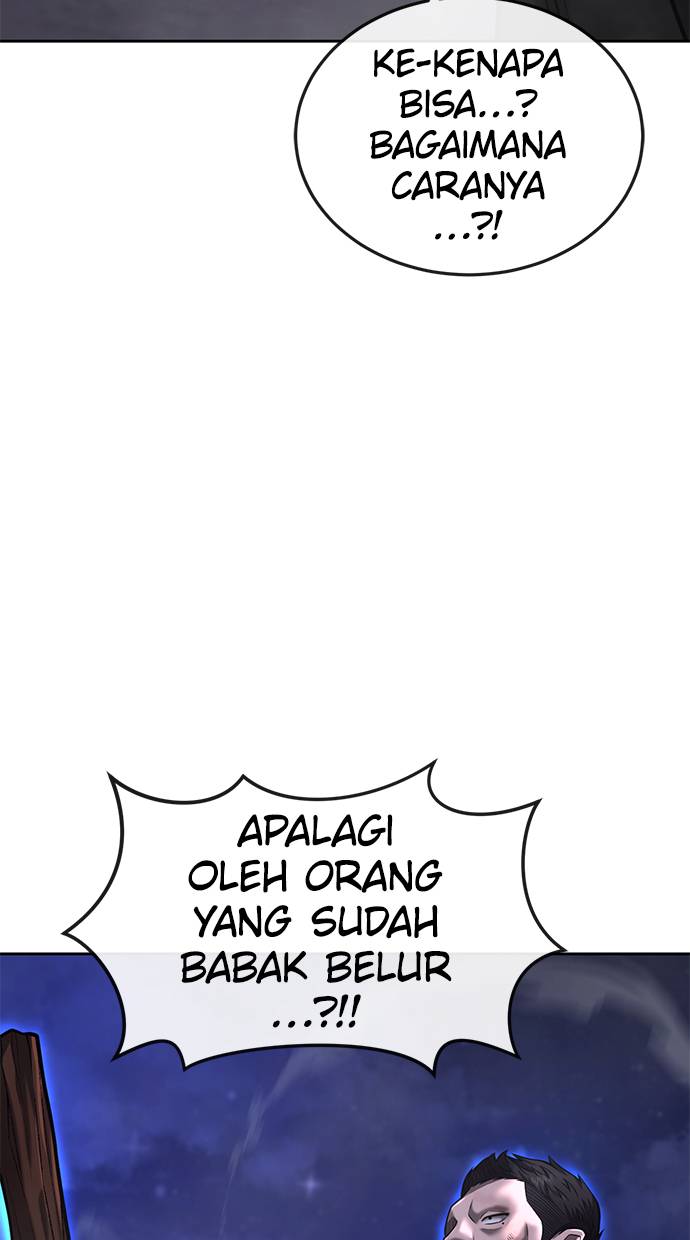 KE-KENAPA
BISA...?
BAGAIMANA
CARANYA
...?!
APALAGI
OLEH ORANG
YANG SUDAH
BABAK BELUR
...?!!